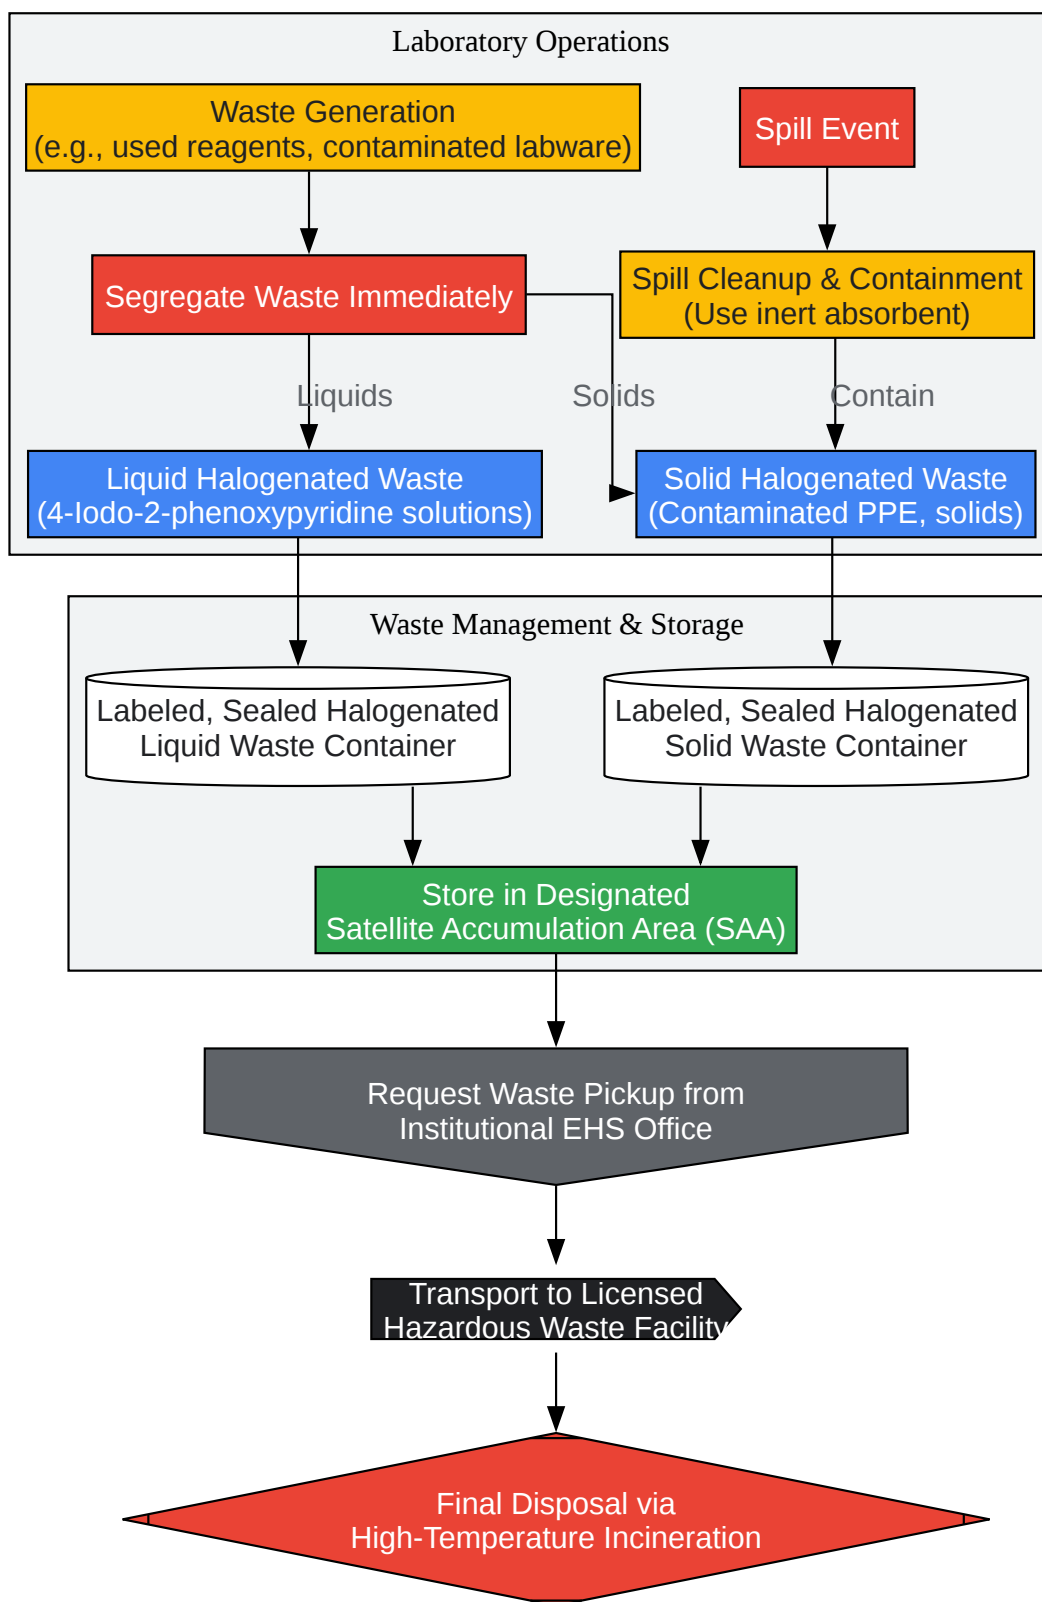 Laboratory Operations
Waste Generation
(e.g., used reagents, contaminated labware)
Spill Event
Segregate Waste Immediately
Spill Cleanup & Containment
(Use inert absorbent)
Liquids
Solids
Contain
Liquid Halogenated Waste
(4-Iodo-2-phenoxypyridine solutions)
Solid Halogenated Waste
(Contaminated PPE, solids)
Waste Management & Storage
Labeled, Sealed Halogenated
Liquid Waste Container
Labeled, Sealed Halogenated
Solid Waste Container
Store in Designated
Satellite Accumulation Area (SAA)
Request Waste Pickup from
Institutional EHS Office
Transport to Licensed
Hazardous Waste Facility
Final Disposal via
High-Temperature Incineration